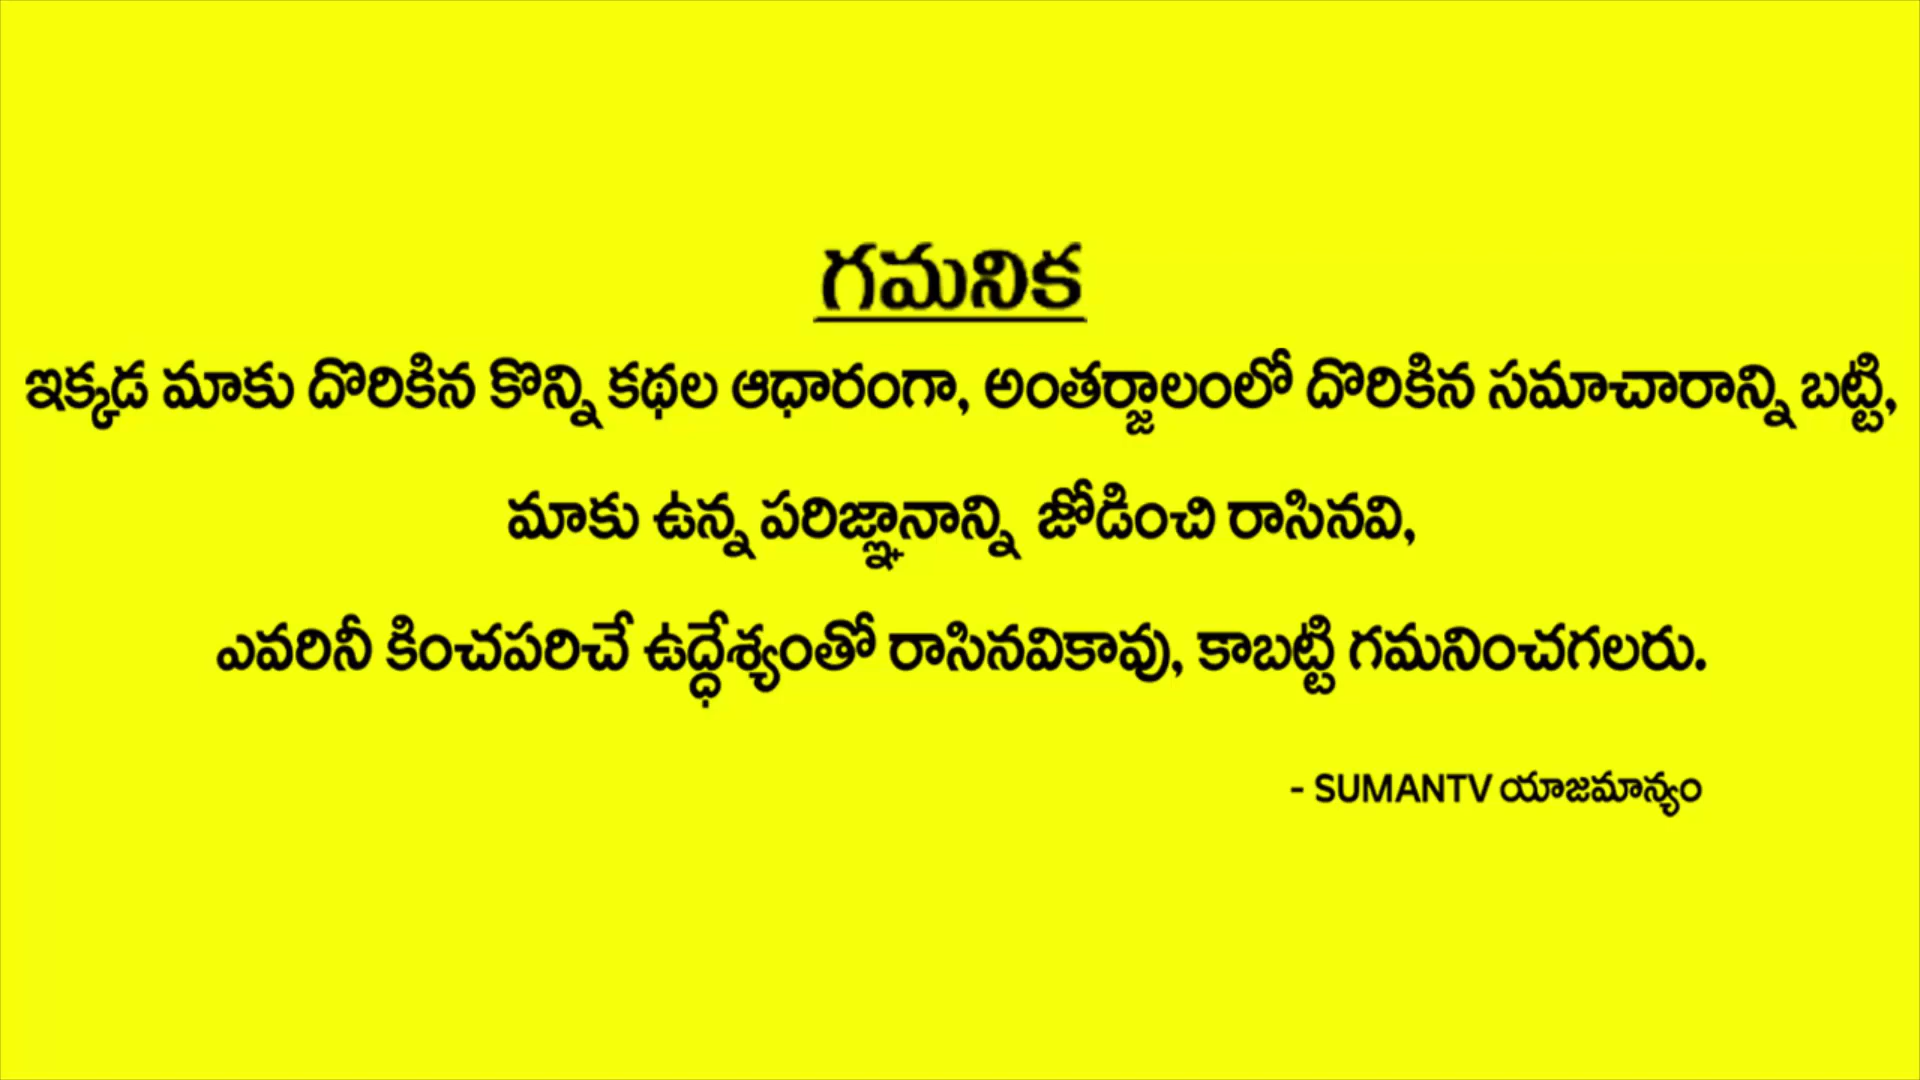 గమనిక
ఇక్కడ మాకు దొరికిన కొన్ని కథల ఆధారంగా, అంతర్జాలంలో దొరికిన సమాచారాన్ని బట్టి,
మాకు ఉన్న పరిజ్ఞానాన్ని జోడించి రాసినవి,
ఎవరినీ కించపరిచే ఉద్ధేశ్యంతో రాసినవికావు, కాబట్టి గమనించగలరు.
- SUMANTV యాజమాన్యం